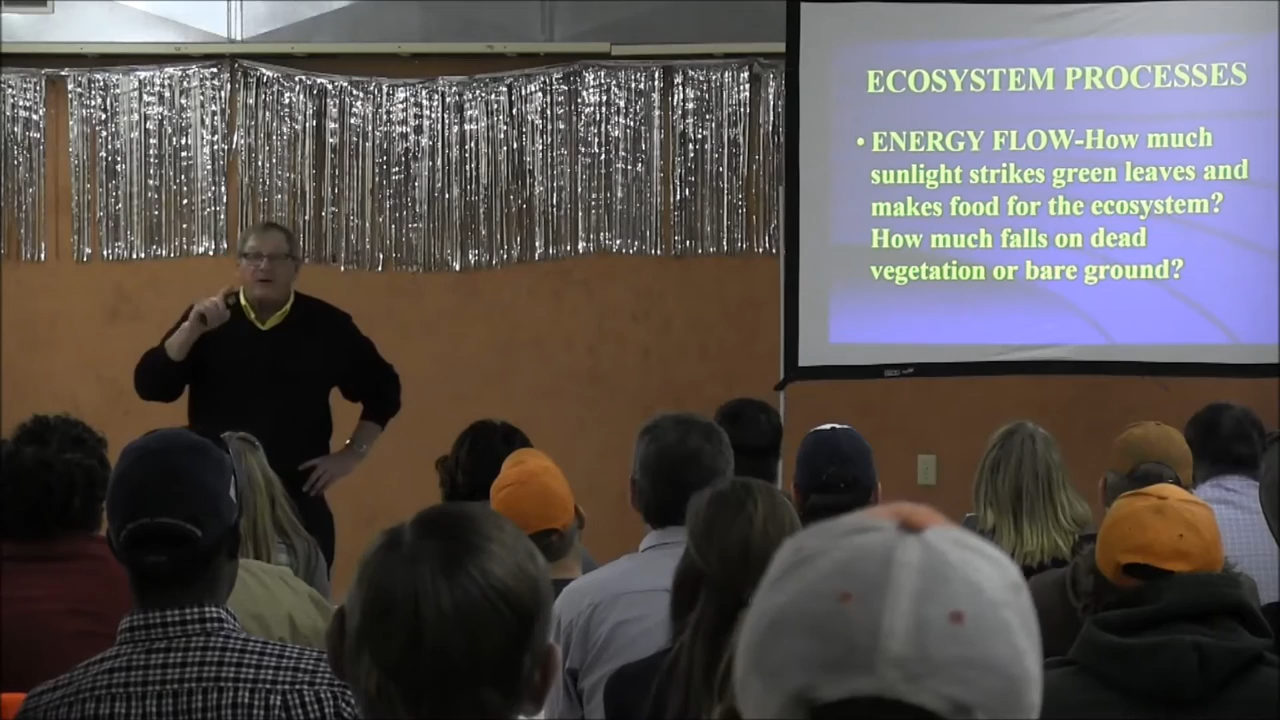 ECOSYSTEM PROCESSES
• ENERGY FLOW-How much
sunlight strikes green leaves and
makes food for the ecosystem?
How much falls on dead
vegetation or bare ground?